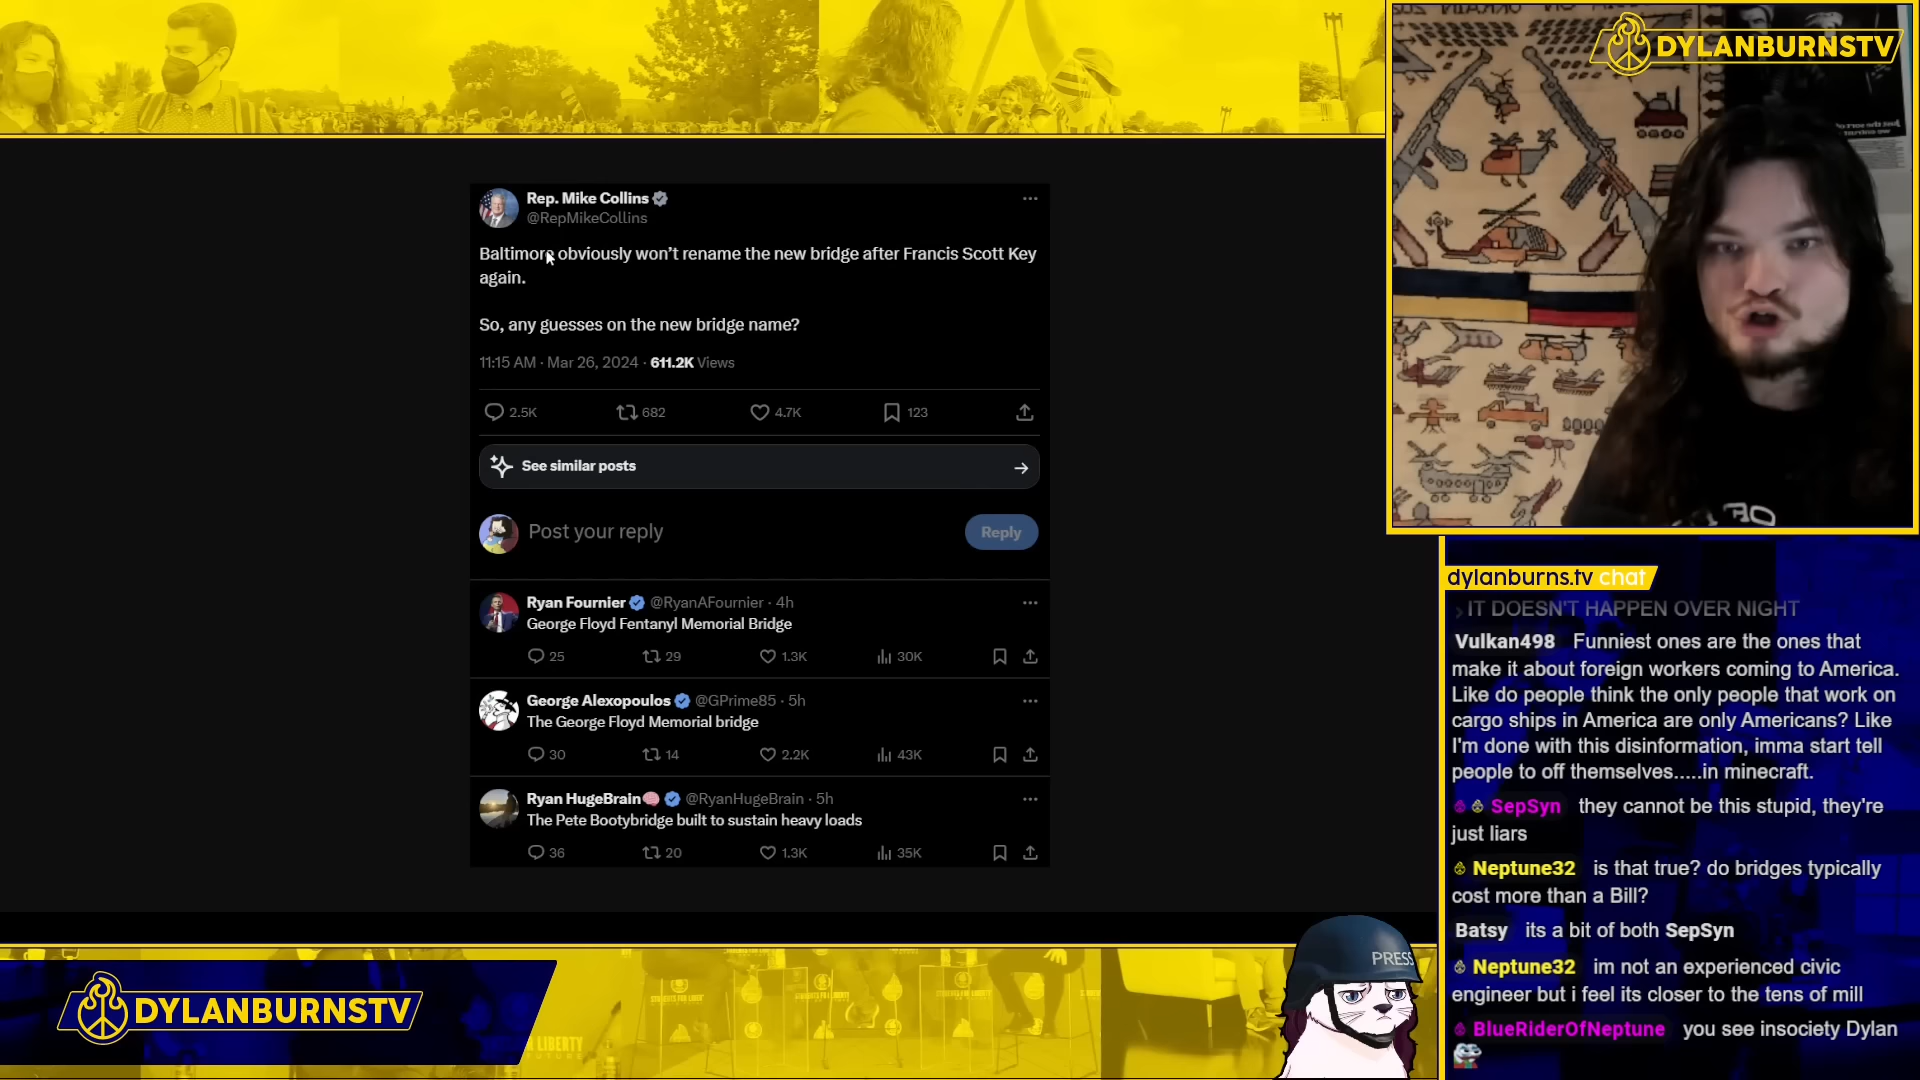 Rep. Mike Collins
@RepMikeCollins
Baltimore obviously won't rename the new bridge after Francis Scott Key
again.
So, any guesses on the new bridge name?
11:15 AM · Mar 26, 2024 · 611.2K Views
2.5K 682 4.7K 123
See similar posts
Post your reply
Reply
Ryan Fournier @RyanAFournier · 4h
George Floyd Fentanyl Memorial Bridge
25 29 1.3K 30K
George Alexopoulos @GPrime85 · 5h
The George Floyd Memorial bridge
30 14 2.2K 43K
Ryan HugeBrain🧠 @RyanHugeBrain · 5h
The Pete Bootybridge built to sustain heavy loads
36 20 1.3K 35K
DYLANBURNSTV
dylanburns.tv chat
> IT DOESN'T HAPPEN OVER NIGHT
Vulkan498 Funniest ones are the ones that
make it about foreign workers coming to America.
Like do people think the only people that work on
cargo ships in America are only Americans? Like
I'm done with this disinformation, imma start tell
people to off themselves.....in minecraft.
SepSyn they cannot be this stupid, they're
just liars
Neptune32 is that true? do bridges typically
cost more than a Bill?
Batsy its a bit of both SepSyn
Neptune32 im not an experienced civic
engineer but i feel its closer to the tens of mill
BlueRiderOfNeptune you see insociety Dylan
PRESS
DYLANBURNSTV
LIBERTY